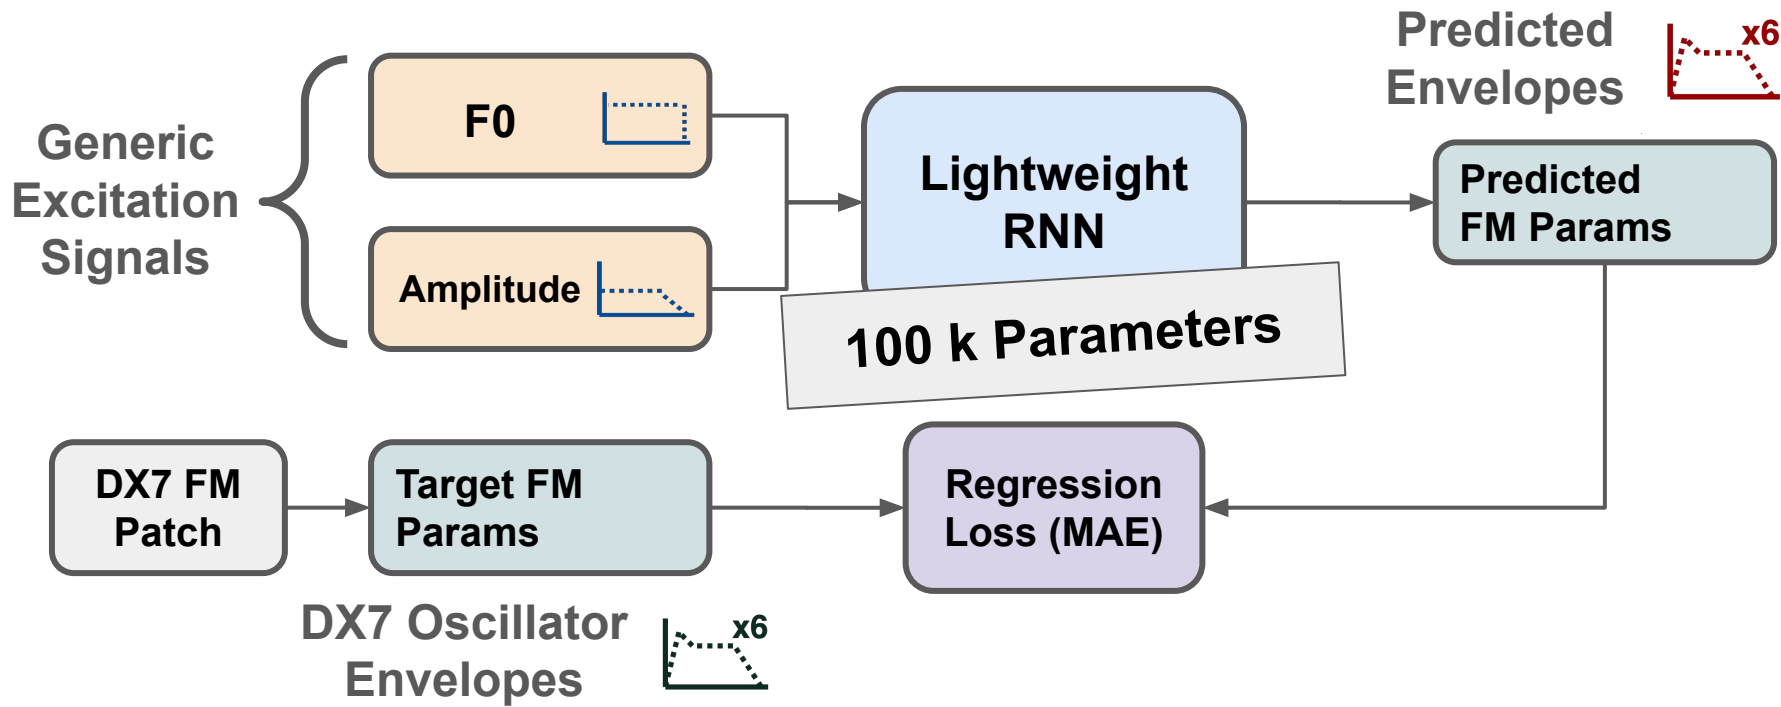 Generic
Excitation
Signals
F0
Amplitude
Lightweight
RNN
100 k Parameters
Predicted
Envelopes
x6
Predicted
FM Params
DX7 FM
Patch
Target FM
Params
Regression
Loss (MAE)
DX7 Oscillator
Envelopes
x6